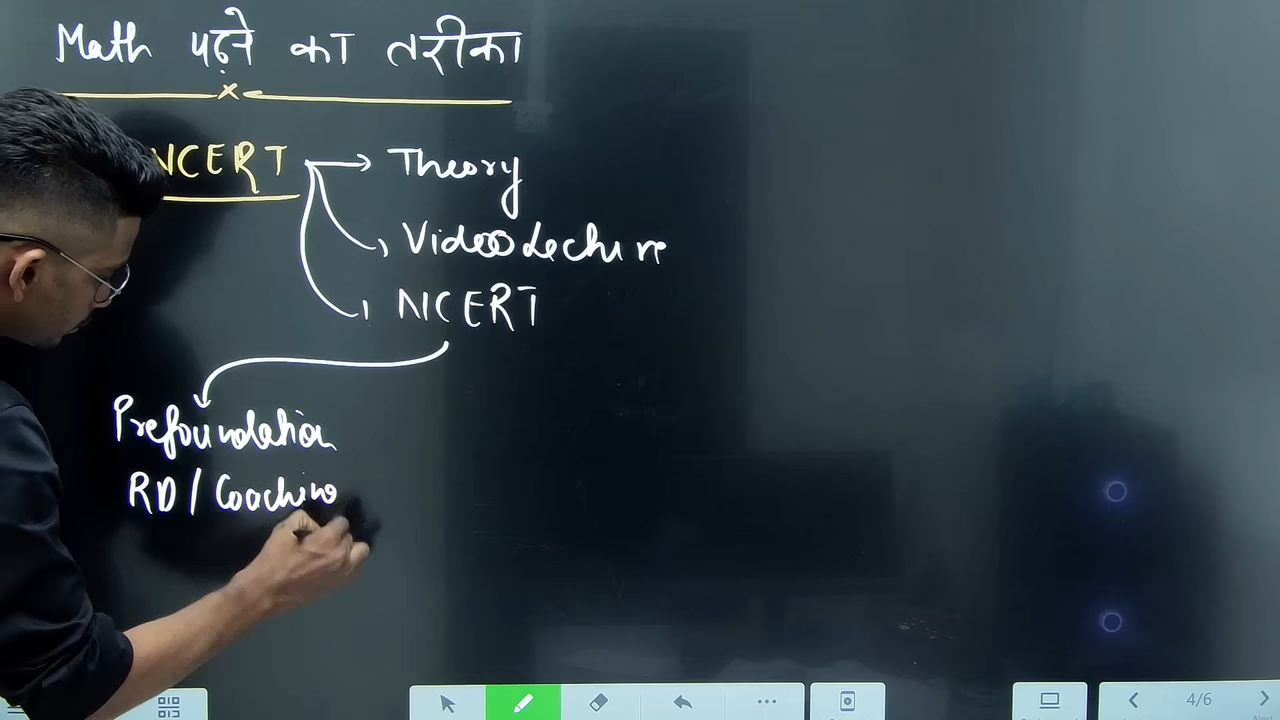 Math पढ़ने का तरीका
NCERT → Theory
Video Lecture
NCERT
Prefoundation
RD / Coaching
4/6